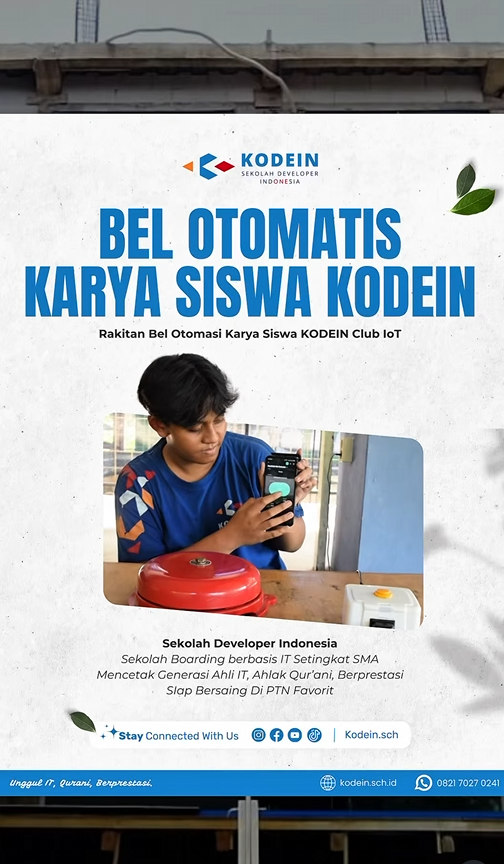 KODEIN
SEKOLAH DEVELOPER
INDONESIA
BEL OTOMATIS
KARYA SISWA KODEIN
Rakitan Bel Otomasi Karya Siswa KODEIN Club IoT
Sekolah Developer Indonesia
Sekolah Boarding berbasis IT Setingkat SMA
Mencetak Generasi Ahli IT, Ahlak Qur'ani, Berprestasi
SIap Bersaing Di PTN Favorit
Stay Connected With Us
Kodein.sch
Unggul IT, Qurani, Berprestasi.
kodein.sch.id
0821 7027 0241